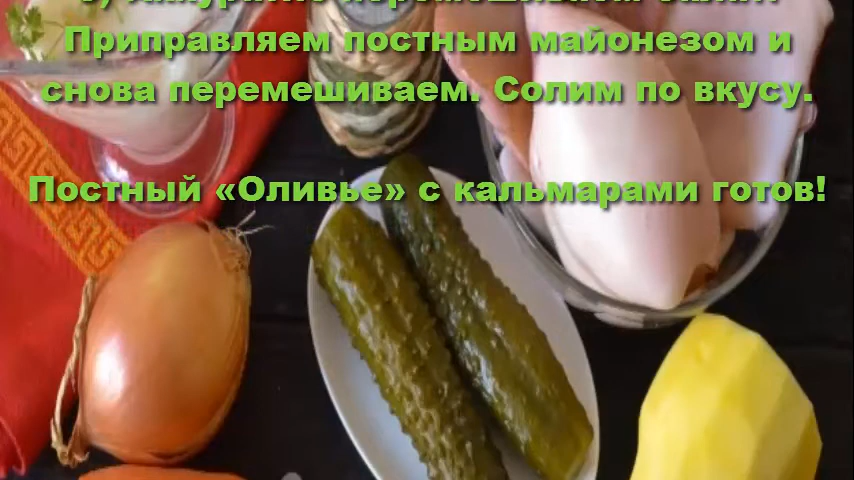 Приправляем постным майонезом и
снова перемешиваем. Солим по вкусу.
Постный «Оливье» с кальмарами готов!